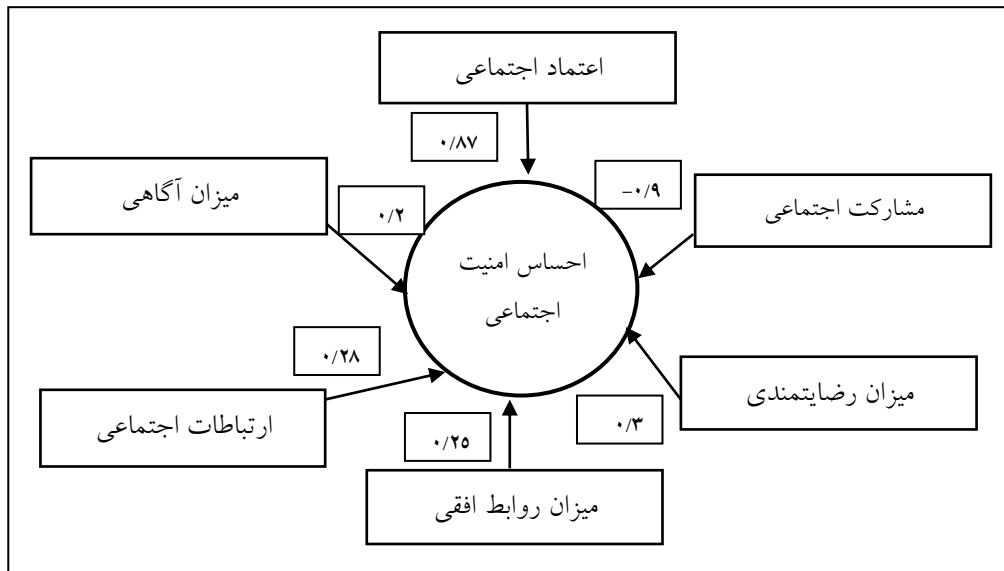 اعتماد اجتماعی
۰/۸۷
میزان آگاهی
۰/۲
-۰/۹
مشارکت اجتماعی
احساس امنیت
اجتماعی
۰/۲۸
ارتباطات اجتماعی
میزان رضایتمندی
۰/۳
۰/۲۵
میزان روابط افقی